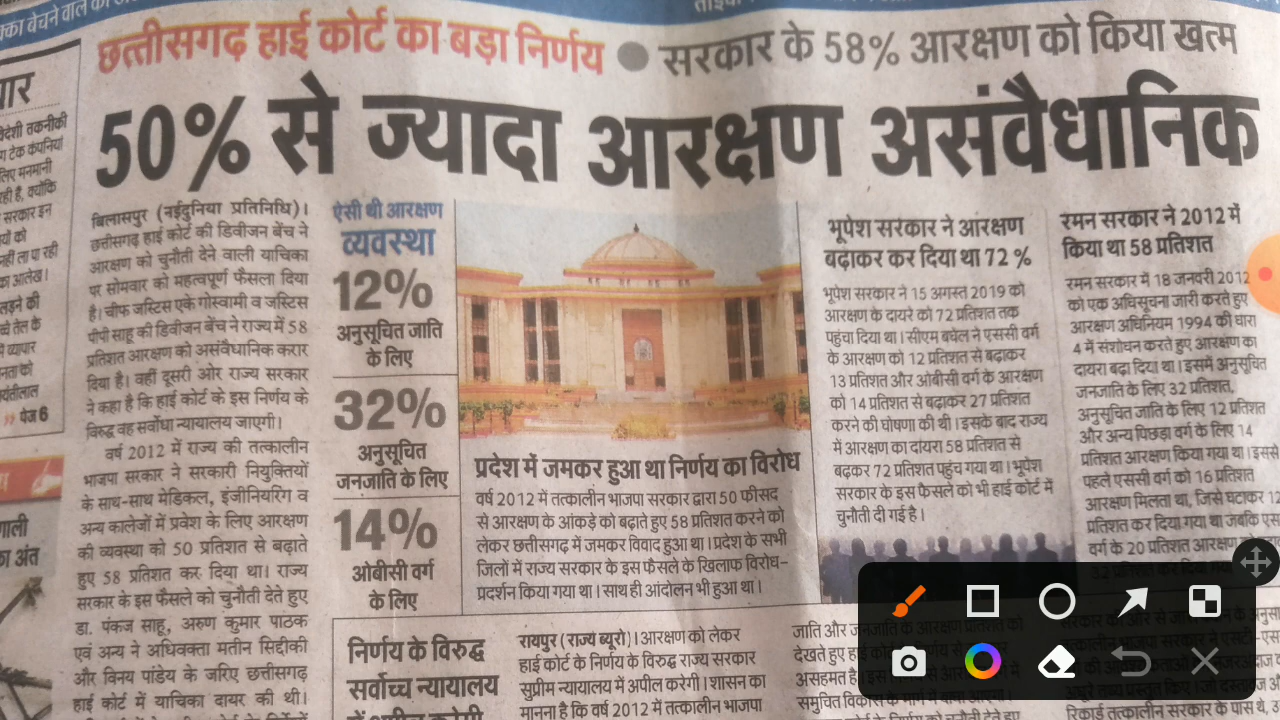 छत्तीसगढ़ हाई कोर्ट का बड़ा निर्णय ● सरकार के 58% आरक्षण को किया खत्म
50% से ज्यादा आरक्षण असंवैधानिक
बिलासपुर (नईदुनिया प्रतिनिधि)।
छत्तीसगढ़ हाई कोर्ट की डिवीजन बेंच ने
आरक्षण को चुनौती देने वाली याचिका
पर सोमवार को महत्वपूर्ण फैसला दिया
है। चीफ जस्टिस एके गोस्वामी व जस्टिस
पीपी साहू की डिवीजन बेंच ने राज्य में 58
प्रतिशत आरक्षण को असंवैधानिक करार
दिया है। वहीं दूसरी ओर राज्य सरकार
ने कहा है कि हाई कोर्ट के इस निर्णय के
विरुद्ध वह सर्वोधा न्यायालय जाएगी।
वर्ष 2012 में राज्य की तत्कालीन
भाजपा सरकार ने सरकारी नियुक्तियों
के साथ-साथ मेडिकल, इंजीनियरिंग व
अन्य कालेजों में प्रवेश के लिए आरक्षण
की व्यवस्था को 50 प्रतिशत से बढ़ाते
हुए 58 प्रतिशत कर दिया था। राज्य
सरकार के इस फैसले को चुनौती देते हुए
डा. पंकज साहू, अरुण कुमार पाठक
एवं अन्य ने अधिवक्ता मतीन सिद्दीकी
और विनय पांडेय के जरिए छत्तीसगढ़
हाई कोर्ट में याचिका दायर की थी।
ऐसी थी आरक्षण
व्यवस्था
12%
अनुसूचित जाति
के लिए
32%
अनुसूचित
जनजाति के लिए
14%
ओबीसी वर्ग
के लिए
प्रदेश में जमकर हुआ था निर्णय का विरोध
वर्ष 2012 में तत्कालीन भाजपा सरकार द्वारा 50 फीसद
से आरक्षण के आंकड़े को बढ़ाते हुए 58 प्रतिशत करने को
लेकर छत्तीसगढ़ में जमकर विवाद हुआ था। प्रदेश के सभी
जिलों में राज्य सरकार के इस फैसले के खिलाफ विरोध-
प्रदर्शन किया गया था। साथ ही आंदोलन भी हुआ था।
भूपेश सरकार ने आरक्षण
बढ़ाकर कर दिया था 72 %
भूपेश सरकार ने 15 अगस्त 2019 को
आरक्षण के दायरे को 72 प्रतिशत तक
पहुंचा दिया था। सीएम बघेल ने एससी वर्ग
के आरक्षण को 12 प्रतिशत से बढ़ाकर
13 प्रतिशत और ओबीसी वर्ग के आरक्षण
को 14 प्रतिशत से बढ़ाकर 27 प्रतिशत
करने की घोषणा की थी। इसके बाद राज्य
में आरक्षण का दायरा 58 प्रतिशत से
बढ़कर 72 प्रतिशत पहुंच गया था। भूपेश
सरकार के इस फैसले को भी हाई कोर्ट में
चुनौती दी गई है।
रमन सरकार ने 2012 में
किया था 58 प्रतिशत
रमन सरकार में 18 जनवरी 2012
को एक अधिसूचना जारी करते हुए
आरक्षण अधिनियम 1994 की धारा
4 में संशोधन करते हुए आरक्षण का
दायरा बढ़ा दिया था। इसमें अनुसूचित
जनजाति के लिए 32 प्रतिशत,
अनुसूचित जाति के लिए 12 प्रतिशत
और अन्य पिछड़ा वर्ग के लिए 14
प्रतिशत आरक्षण किया गया था। इससे
पहले एससी वर्ग को 16 प्रतिशत
आरक्षण मिलता था, जिसे घटाकर 12
प्रतिशत कर दिया गया था जबकि एस
वर्ग के 20 प्रतिशत आरक्षण
निर्णय के विरुद्ध
सर्वोच्च न्यायालय
रायपुर (राज्य ब्यूरो)। आरक्षण को लेकर
हाई कोर्ट के निर्णय के विरुद्ध राज्य सरकार
सुप्रीम न्यायालय में अपील करेगी। शासन का
मानना है कि वर्ष 2012 में तत्कालीन भाजपा
जाति और
देखते हुए
असहमत है।
पेज 6